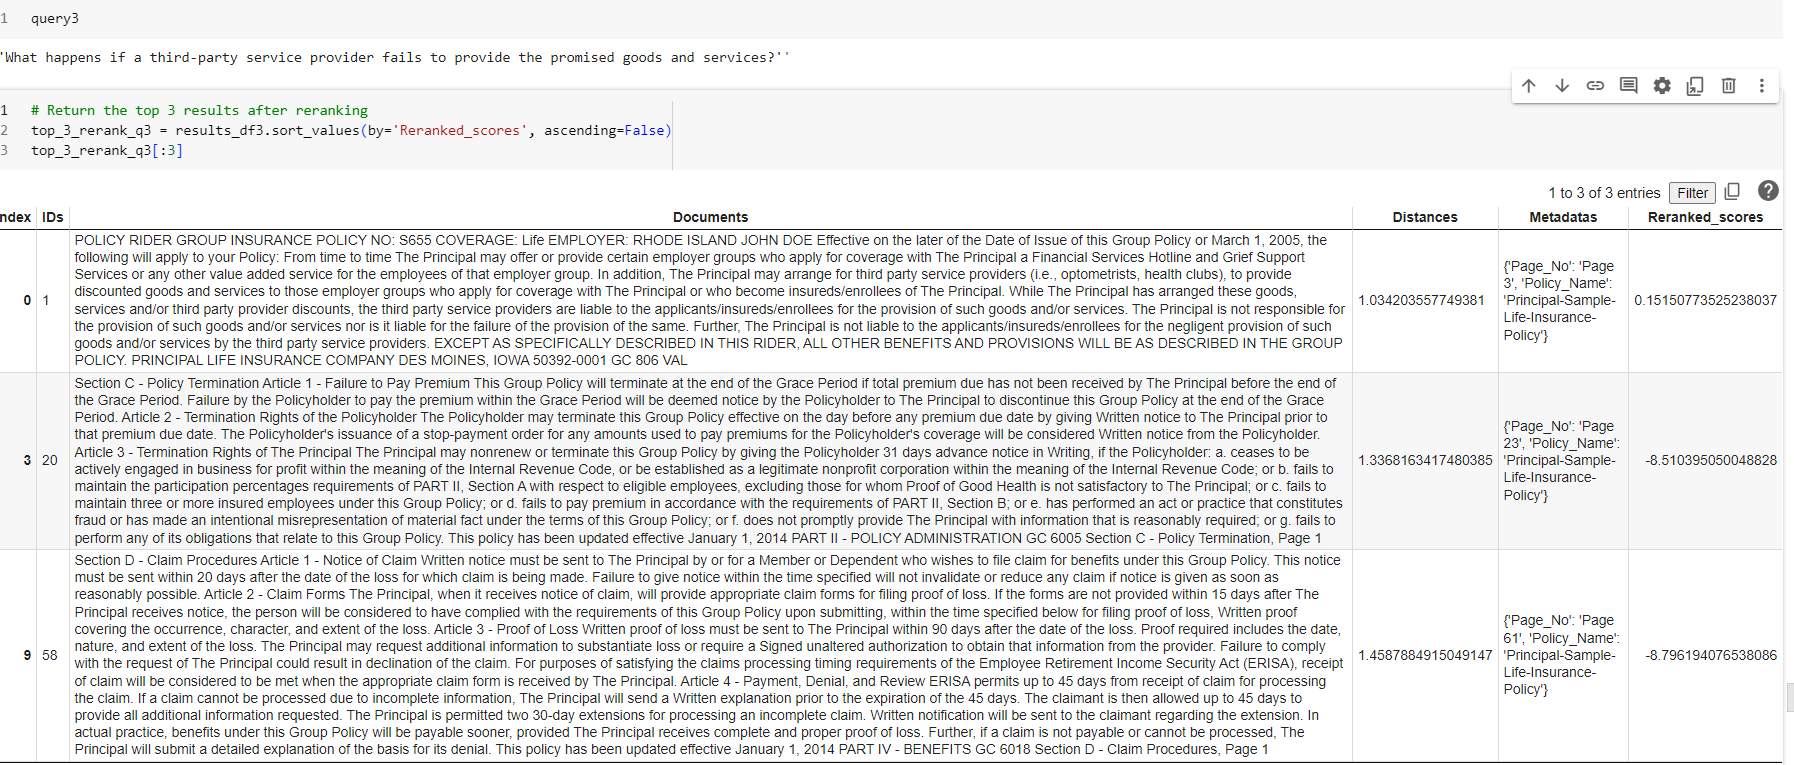 1 query3
'What happens if a third-party service provider fails to provide the promised goods and services?''
1 # Return the top 3 results after reranking
2 top_3_rerank_q3 = results_df3.sort_values(by='Reranked_scores', ascending=False)
3 top_3_rerank_q3[:3]
1 to 3 of 3 entries Filter
ndex IDs Documents Distances Metadatas Reranked_scores
POLICY RIDER GROUP INSURANCE POLICY NO: S655 COVERAGE: Life EMPLOYER: RHODE ISLAND JOHN DOE Effective on the later of the Date of Issue of this Group Policy or March 1, 2005, the
following will apply to your Policy: From time to time The Principal may offer or provide certain employer groups who apply for coverage with The Principal a Financial Services Hotline and Grief Support
Services or any other value added service for the employees of that employer group. In addition, The Principal may arrange for third party service providers (i.e., optometrists, health clubs), to provide
discounted goods and services to those employer groups who apply for coverage with The Principal or who become insureds/enrollees of The Principal. While The Principal has arranged these goods,
services and/or third party provider discounts, the third party service providers are liable to the applicants/insureds/enrollees for the provision of such goods and/or services. The Principal is not responsible for
the provision of such goods and/or services nor is it liable for the failure of the provision of the same. Further, The Principal is not liable to the applicants/insureds/enrollees for the negligent provision of such
goods and/or services by the third party service providers. EXCEPT AS SPECIFICALLY DESCRIBED IN THIS RIDER, ALL OTHER BENEFITS AND PROVISIONS WILL BE AS DESCRIBED IN THE GROUP
POLICY. PRINCIPAL LIFE INSURANCE COMPANY DES MOINES, IOWA 50392-0001 GC 806 VAL
0 1
1.034203557749381
{'Page_No': 'Page
3', 'Policy_Name':
'Principal-Sample-
Life-Insurance-
Policy'}
0.15150773525238037
Section C - Policy Termination Article 1 - Failure to Pay Premium This Group Policy will terminate at the end of the Grace Period if total premium due has not been received by The Principal before the end of
the Grace Period. Failure by the Policyholder to pay the premium within the Grace Period will be deemed notice by the Policyholder to The Principal to discontinue this Group Policy at the end of the Grace
Period. Article 2 - Termination Rights of the Policyholder The Policyholder may terminate this Group Policy effective on the day before any premium due date by giving Written notice to The Principal prior to
that premium due date. The Policyholder's issuance of a stop-payment order for any amounts used to pay premiums for the Policyholder's coverage will be considered Written notice from the Policyholder.
Article 3 - Termination Rights of The Principal The Principal may nonrenew or terminate this Group Policy by giving the Policyholder 31 days advance notice in Writing, if the Policyholder: a. ceases to be
actively engaged in business for profit within the meaning of the Internal Revenue Code, or be established as a legitimate nonprofit corporation within the meaning of the Internal Revenue Code; or b. fails to
maintain the participation percentages requirements of PART II, Section A with respect to eligible employees, excluding those for whom Proof of Good Health is not satisfactory to The Principal; or c. fails to
maintain three or more insured employees under this Group Policy; or d. fails to pay premium in accordance with the requirements of PART II, Section B; or e. has performed an act or practice that constitutes
fraud or has made an intentional misrepresentation of material fact under the terms of this Group Policy; or f. does not promptly provide The Principal with information that is reasonably required; or g. fails to
perform any of its obligations that relate to this Group Policy. This policy has been updated effective January 1, 2014 PART II - POLICY ADMINISTRATION GC 6005 Section C - Policy Termination, Page 1
3 20
1.3368163417480385
{'Page_No': 'Page
23', 'Policy_Name':
'Principal-Sample-
Life-Insurance-
Policy'}
-8.510395050048828
Section D - Claim Procedures Article 1 - Notice of Claim Written notice must be sent to The Principal by or for a Member or Dependent who wishes to file claim for benefits under this Group Policy. This notice
must be sent within 20 days after the date of the loss for which claim is being made. Failure to give notice within the time specified will not invalidate or reduce any claim if notice is given as soon as
reasonably possible. Article 2 - Claim Forms The Principal, when it receives notice of claim, will provide appropriate claim forms for filing proof of loss. If the forms are not provided within 15 days after The
Principal receives notice, the person will be considered to have complied with the requirements of this Group Policy upon submitting, within the time specified below for filing proof of loss, Written proof
covering the occurrence, character, and extent of the loss. Article 3 - Proof of Loss Written proof of loss must be sent to The Principal within 90 days after the date of the loss. Proof required includes the date,
nature, and extent of the loss. The Principal may request additional information to substantiate loss or require a Signed unaltered authorization to obtain that information from the provider. Failure to comply
with the request of The Principal could result in declination of the claim. For purposes of satisfying the claims processing timing requirements of the Employee Retirement Income Security Act (ERISA), receipt
of claim will be considered to be met when the appropriate claim form is received by The Principal. Article 4 - Payment, Denial, and Review ERISA permits up to 45 days from receipt of claim for processing
the claim. If a claim cannot be processed due to incomplete information, The Principal will send a Written explanation prior to the expiration of the 45 days. The claimant is then allowed up to 45 days to
provide all additional information requested. The Principal is permitted two 30-day extensions for processing an incomplete claim. Written notification will be sent to the claimant regarding the extension. In
actual practice, benefits under this Group Policy will be payable sooner, provided The Principal receives complete and proper proof of loss. Further, if a claim is not payable or cannot be processed, The
Principal will submit a detailed explanation of the basis for its denial. This policy has been updated effective January 1, 2014 PART IV - BENEFITS GC 6018 Section D - Claim Procedures, Page 1
9 58
1.4587884915049147
{'Page_No': 'Page
61', 'Policy_Name':
'Principal-Sample-
Life-Insurance-
Policy'}
-8.796194076538086